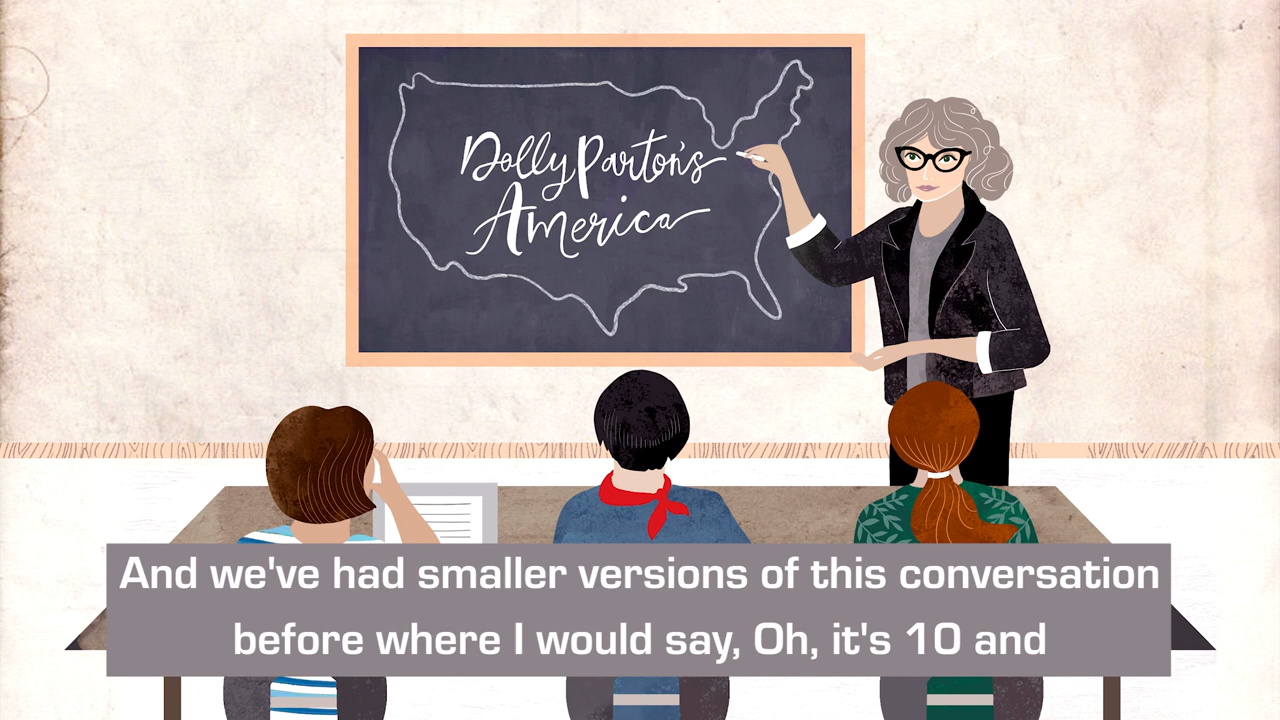 Dolly Parton's
America
And we've had smaller versions of this conversation
before where I would say, Oh, it's 10 and